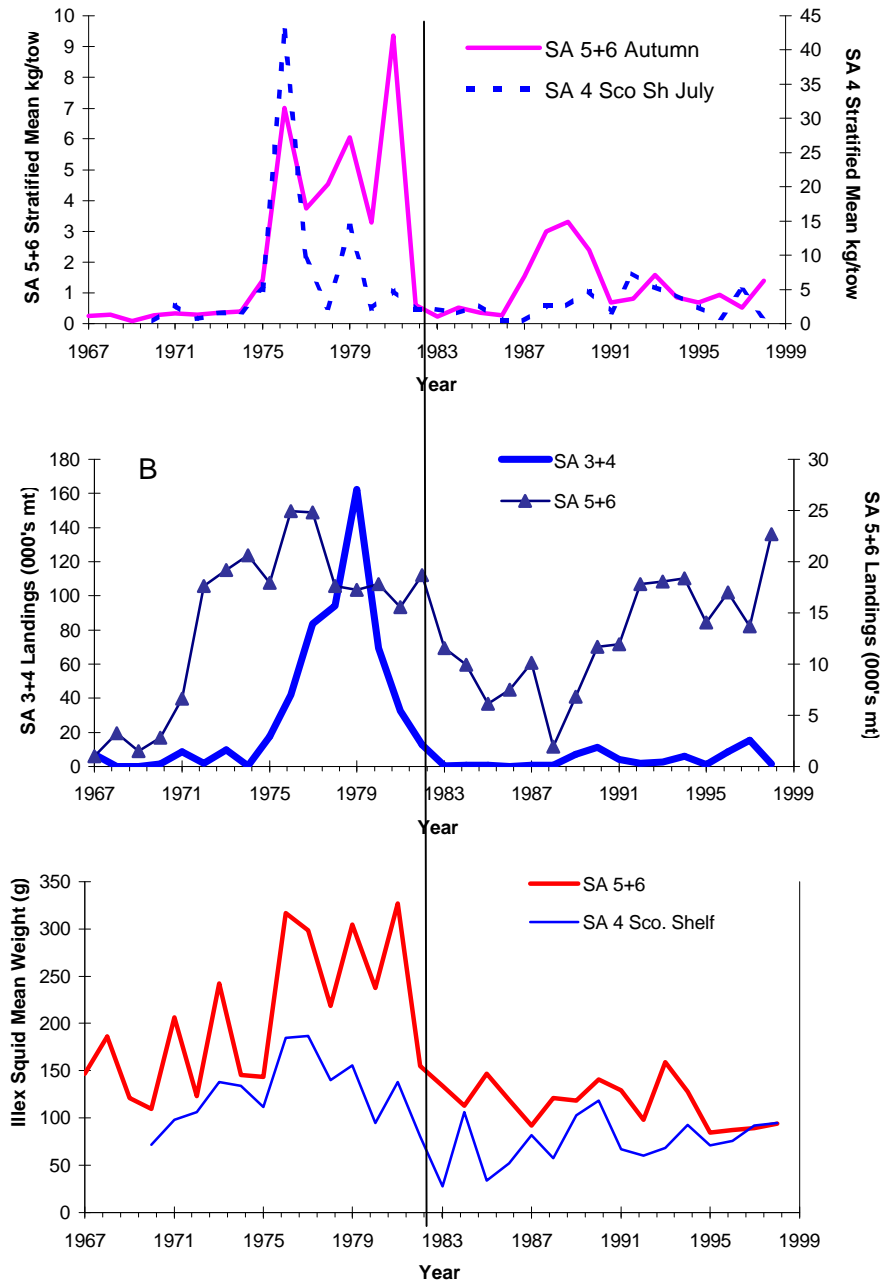 SA 5+6 Stratified Mean kg/tow
10
9
8
7
6
5
4
3
2
1
0
SA 5+6 Autumn
SA 4 Sco Sh July
45
40
35
30
25
20
15
10
5
0
SA 4 Stratified Mean kg/tow
1967 1971 1975 1979 1983 1987 1991 1995 1999
Year
B
SA 3+4 Landings (000's mt)
180
160
140
120
100
80
60
40
20
0
SA 3+4
SA 5+6
30
25
20
15
10
5
0
SA 5+6 Landings (000's mt)
1967 1971 1975 1979 1983 1987 1991 1995 1999
Year
Illex Squid Mean Weight (g)
350
300
250
200
150
100
50
0
SA 5+6
SA 4 Sco. Shelf
1967 1971 1975 1979 1983 1987 1991 1995 1999
Year